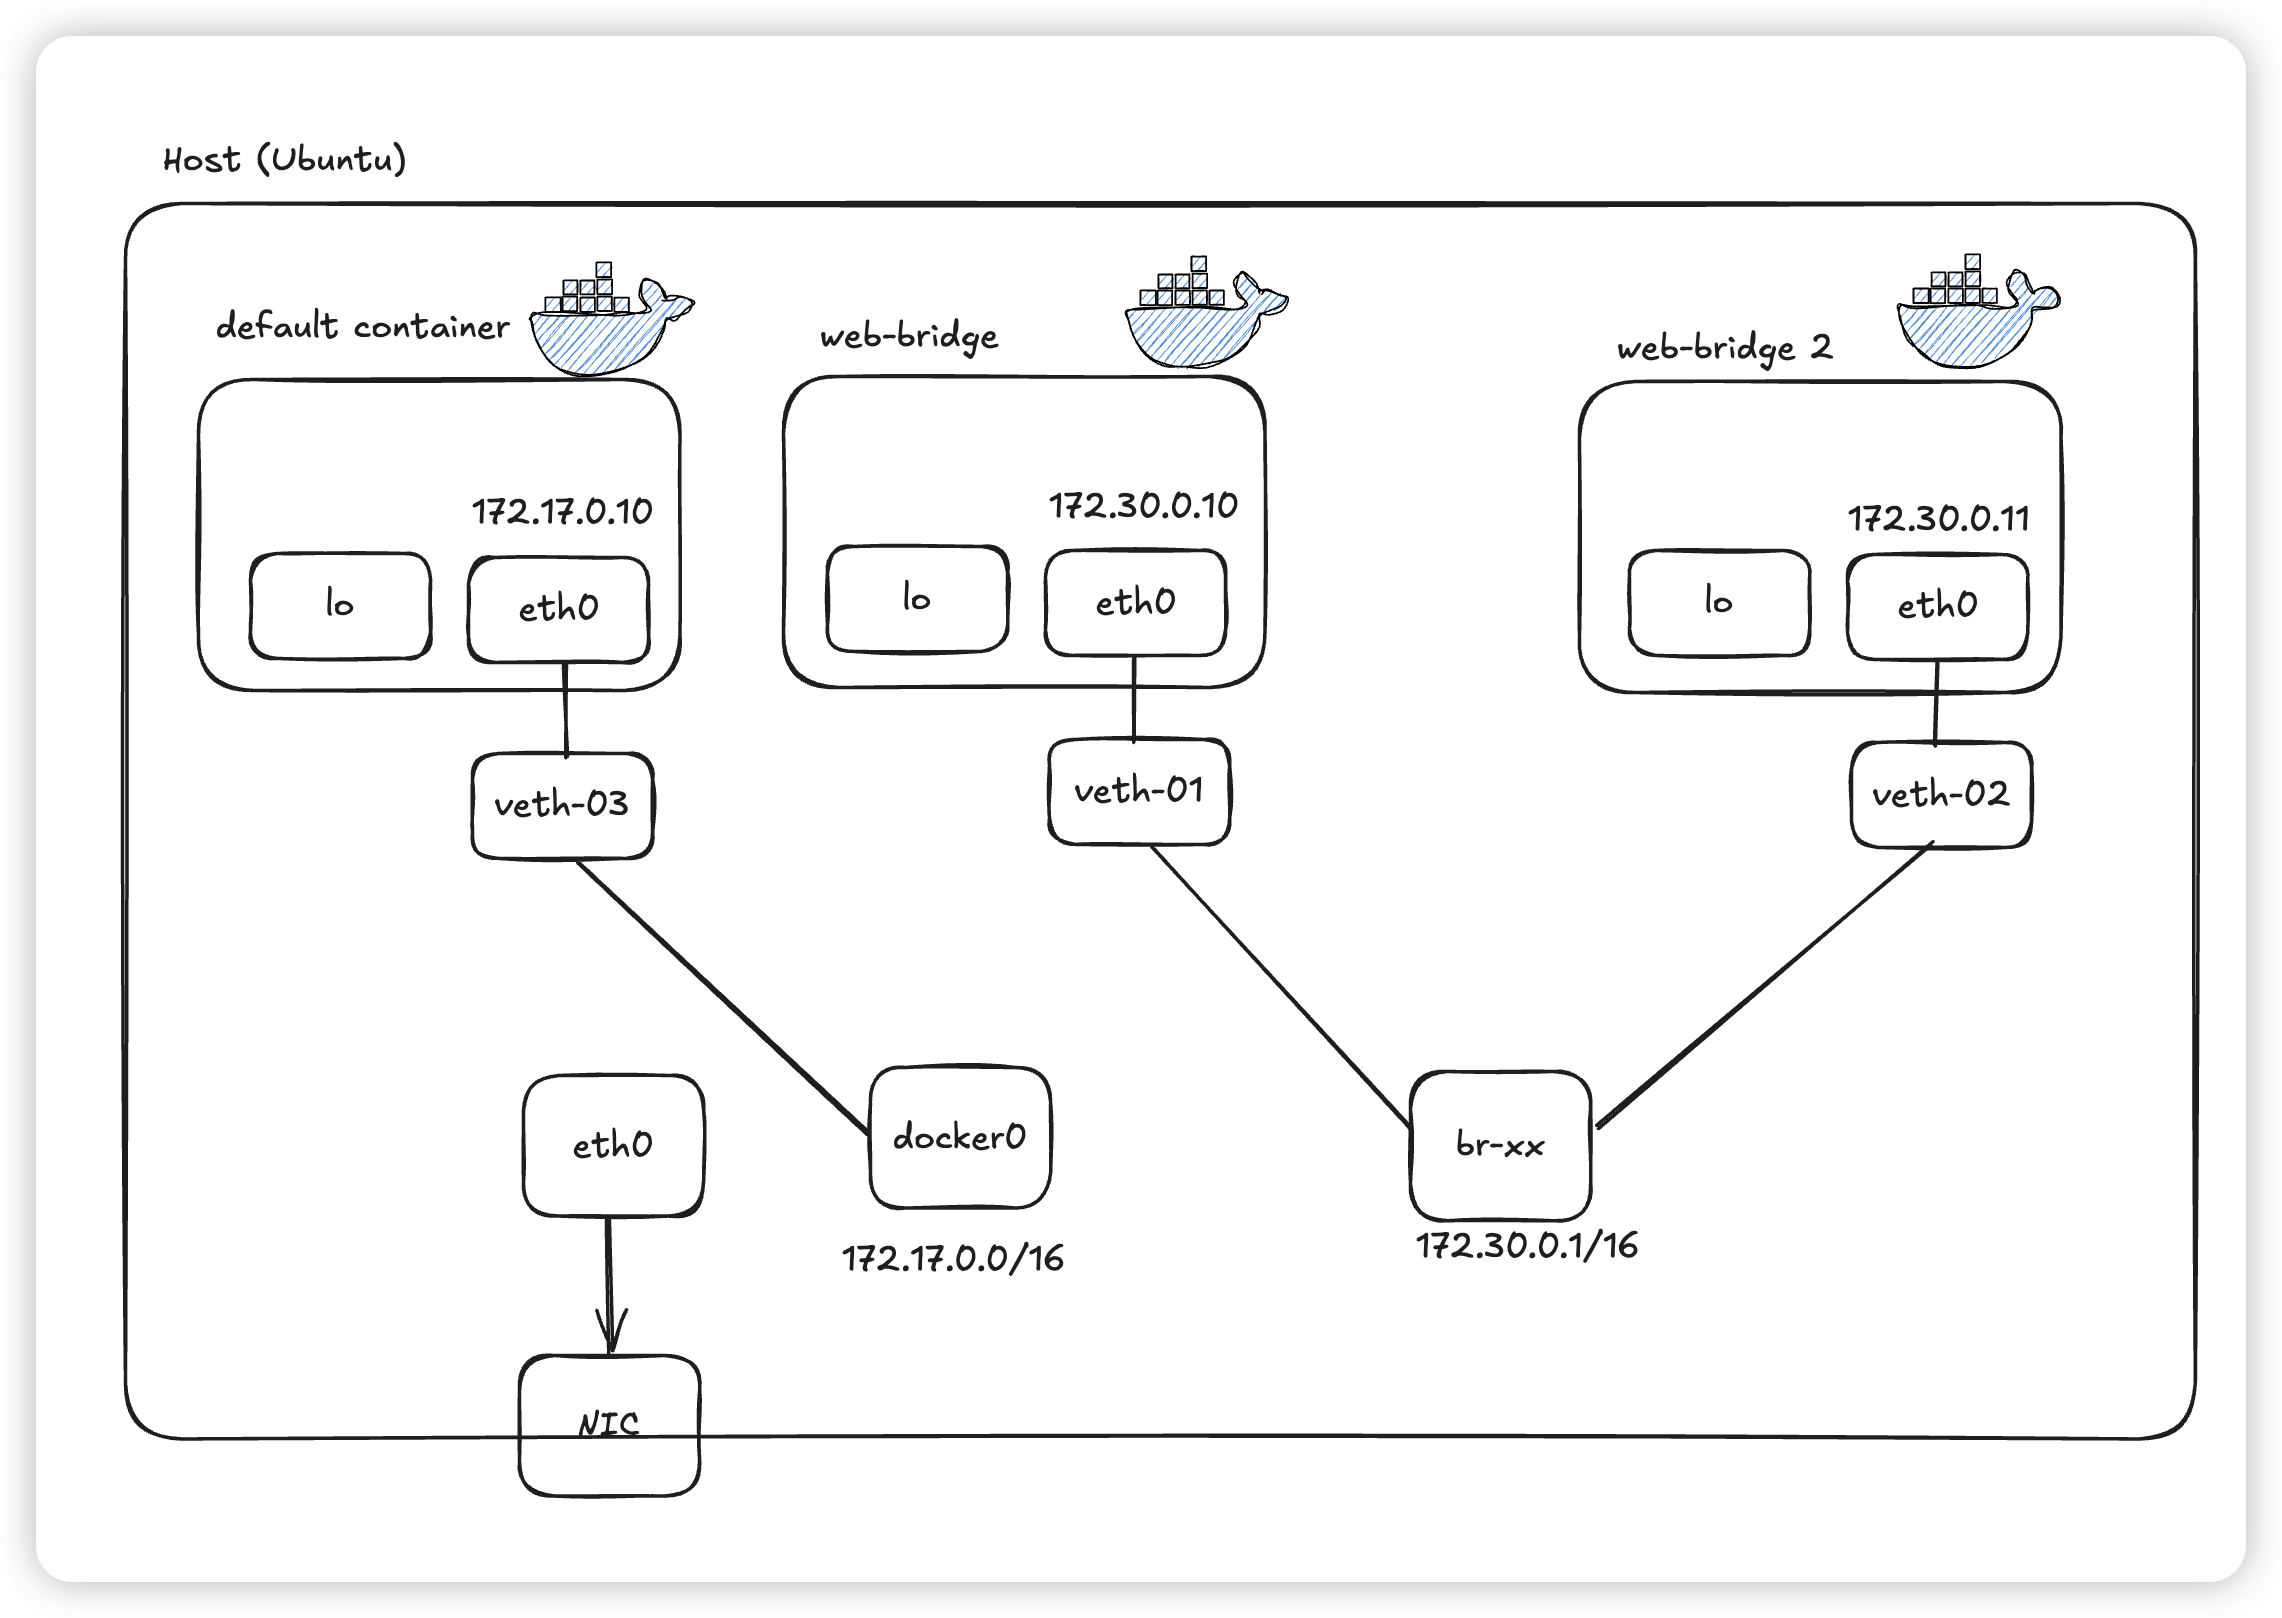 Host (Ubuntu)
default container
web-bridge
web-bridge 2
172.17.0.10
172.30.0.10
172.30.0.11
lo
eth0
lo
eth0
lo
eth0
veth-03
veth-01
veth-02
eth0
docker0
br-xx
172.17.0.0/16
172.30.0.1/16
NIC